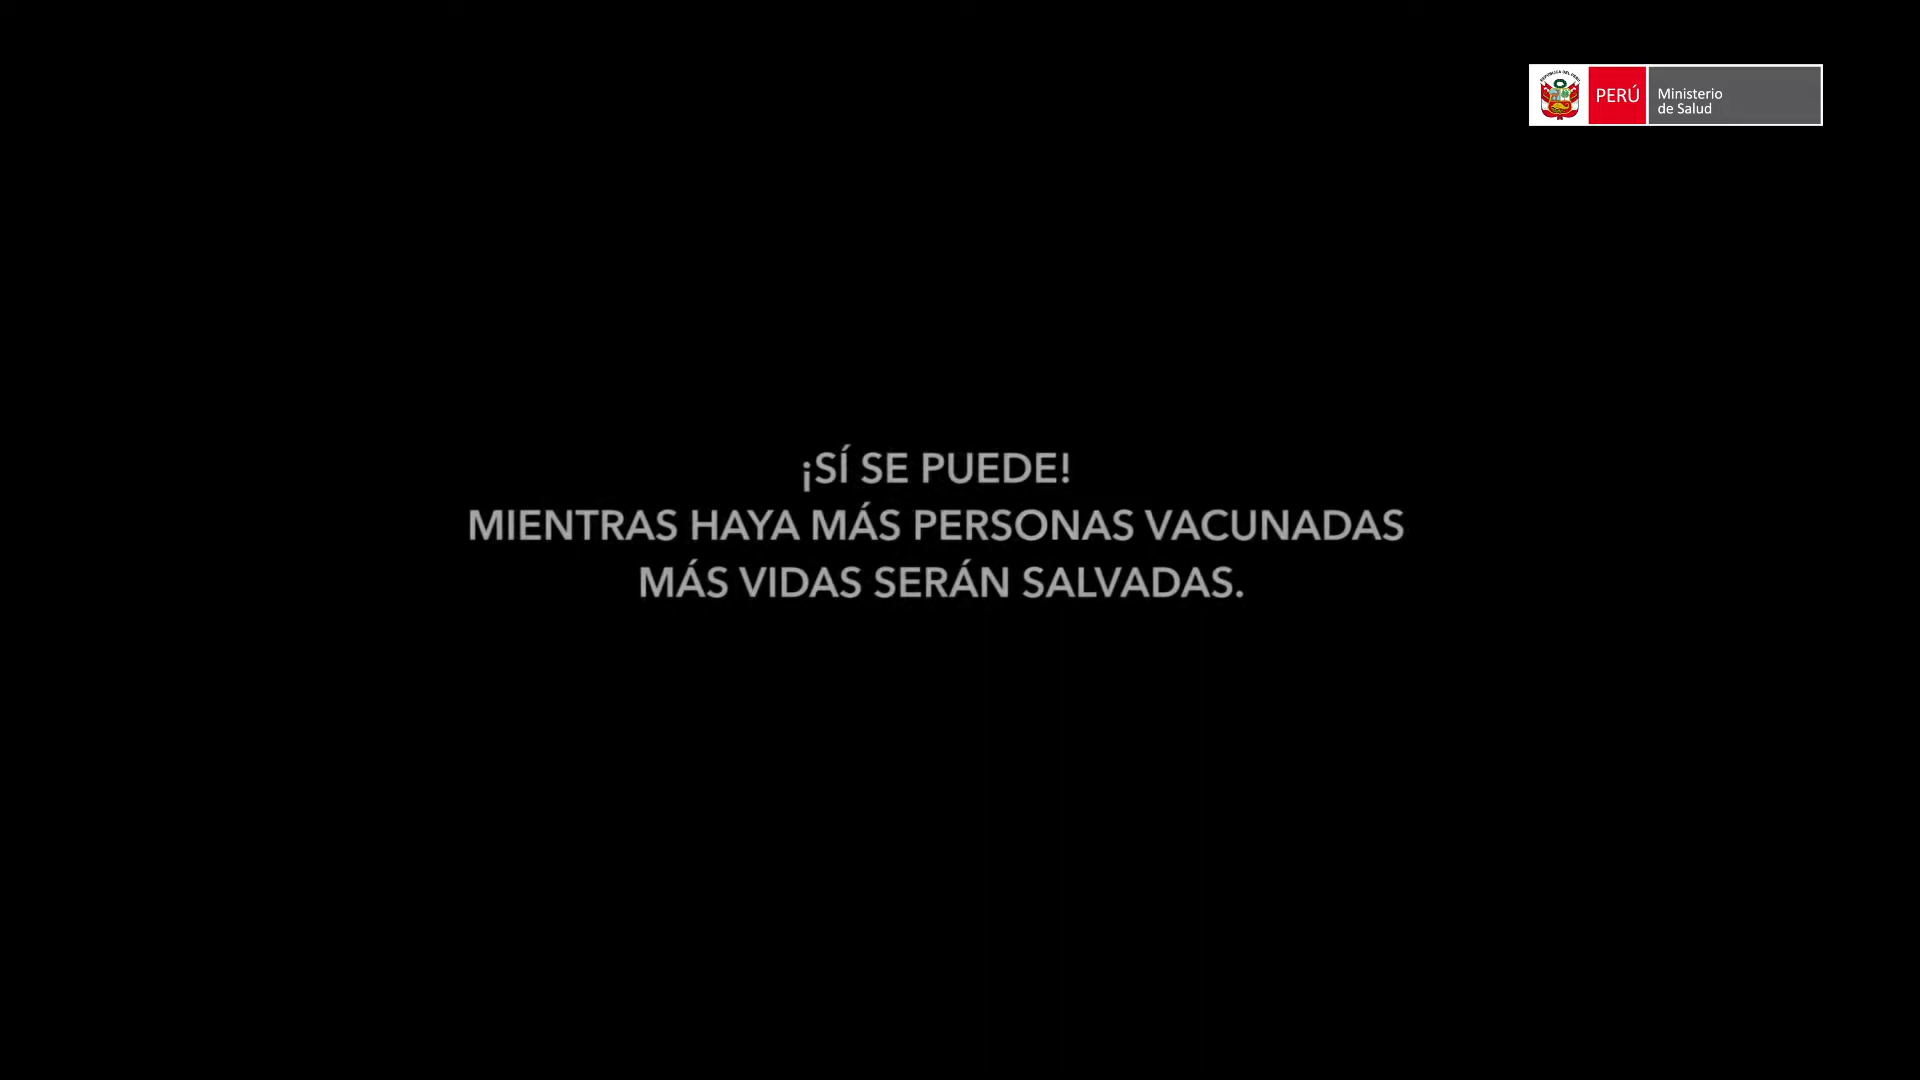 PERÚ
Ministerio
de Salud
¡SÍ SE PUEDE!
MIENTRAS HAYA MÁS PERSONAS VACUNADAS
MÁS VIDAS SERÁN SALVADAS.